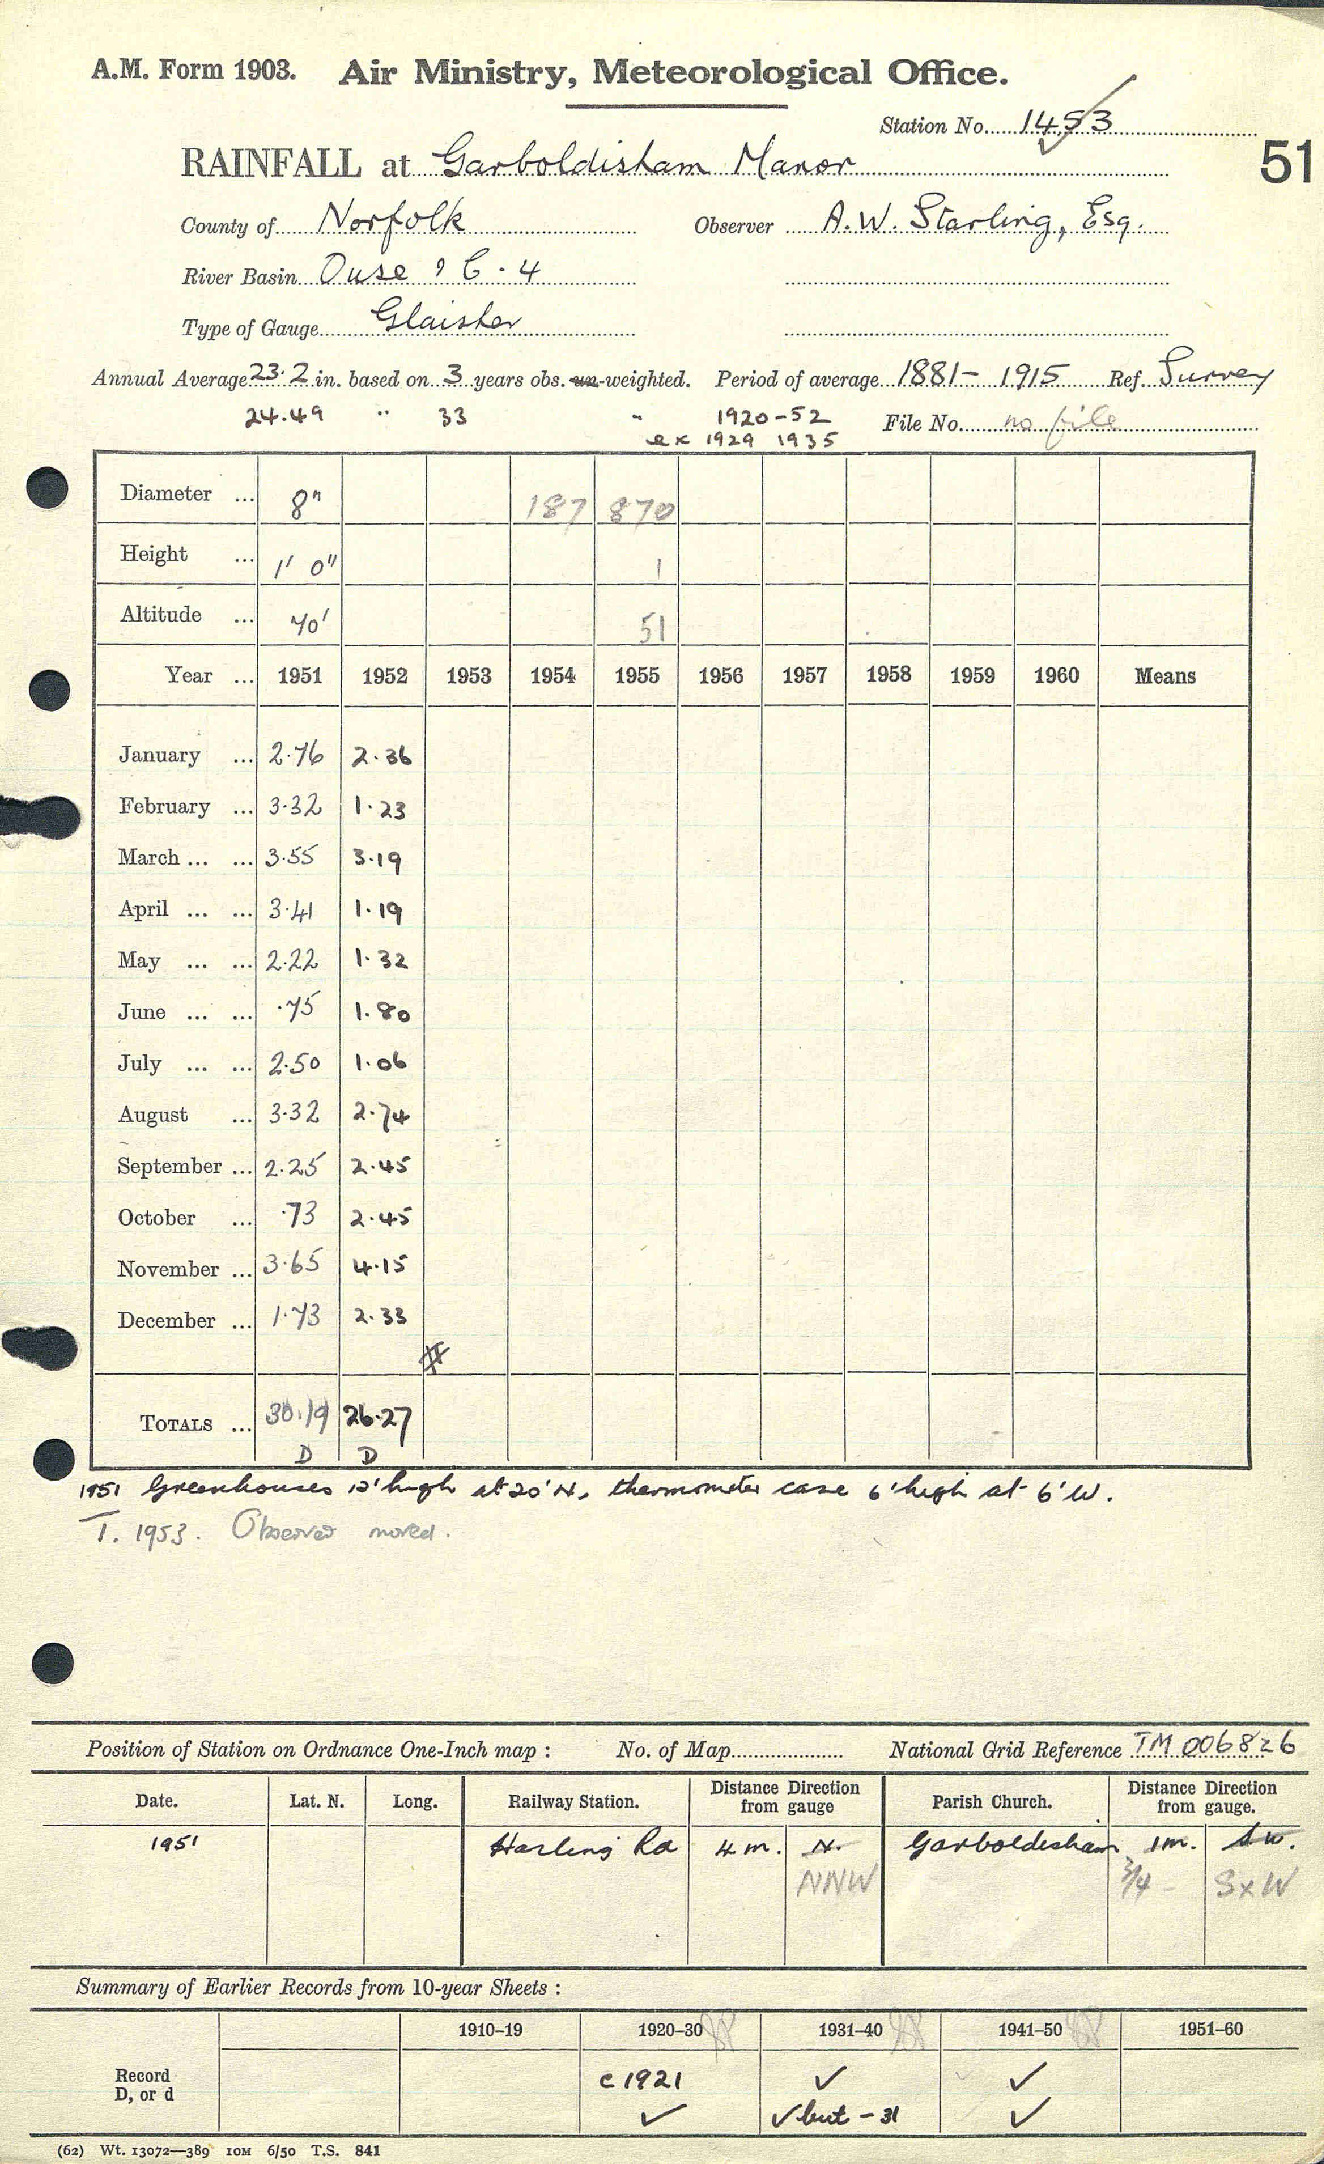 A.M. Form 1903. Air Ministry, Meteorological Office.
Station No. 1453
RAINFALL at Garboldisham Manor
51
County of Norfolk Observer A.W. Starling, Esq.
River Basin Ouse 9 C.4
Type of Gauge Glaisher
Annual Average 23.2 in. based on 3 years obs. un-weighted. Period of average 1881-1915 Ref. Survey
24.49 " 33 " 1920-52 File No. no file
ex 1929 1935
Diameter ... 8" 187 870
Height ... 1' 0" 1
Altitude ... 70' 51
Year ... 1951 1952 1953 1954 1955 1956 1957 1958 1959 1960 Means
January ... 2.76 2.36
February ... 3.32 1.23
March ... ... 3.55 3.19
April ... ... 3.41 1.19
May ... ... 2.22 1.32
June ... ... .75 1.80
July ... ... 2.50 1.06
August ... 3.32 2.74
September ... 2.25 2.45
October ... .73 2.45
November ... 3.65 4.15
December ... 1.73 2.33
TOTALS ... 30.19 26.27
D D
1951 Greenhouses 12' high at 20' N, thermometer case 6' high at 6' W.
T. 1953. Observer moved.
Position of Station on Ordnance One-Inch map : No. of Map National Grid Reference TM 006826
Date. Lat. N. Long. Railway Station. Distance Direction from gauge Parish Church. Distance Direction from gauge.
1951 Harling Rd 4 m. N. Garboldisham 1m. S.W.
NNW 3/4 SxW
Summary of Earlier Records from 10-year Sheets :
1910-19 1920-30 1931-40 1941-50 1951-60
Record c 1921 ✓ ✓
D, or d ✓ ✓ but - 31 ✓
(62) Wt. 13072—389 10M 6/50 T.S. 841